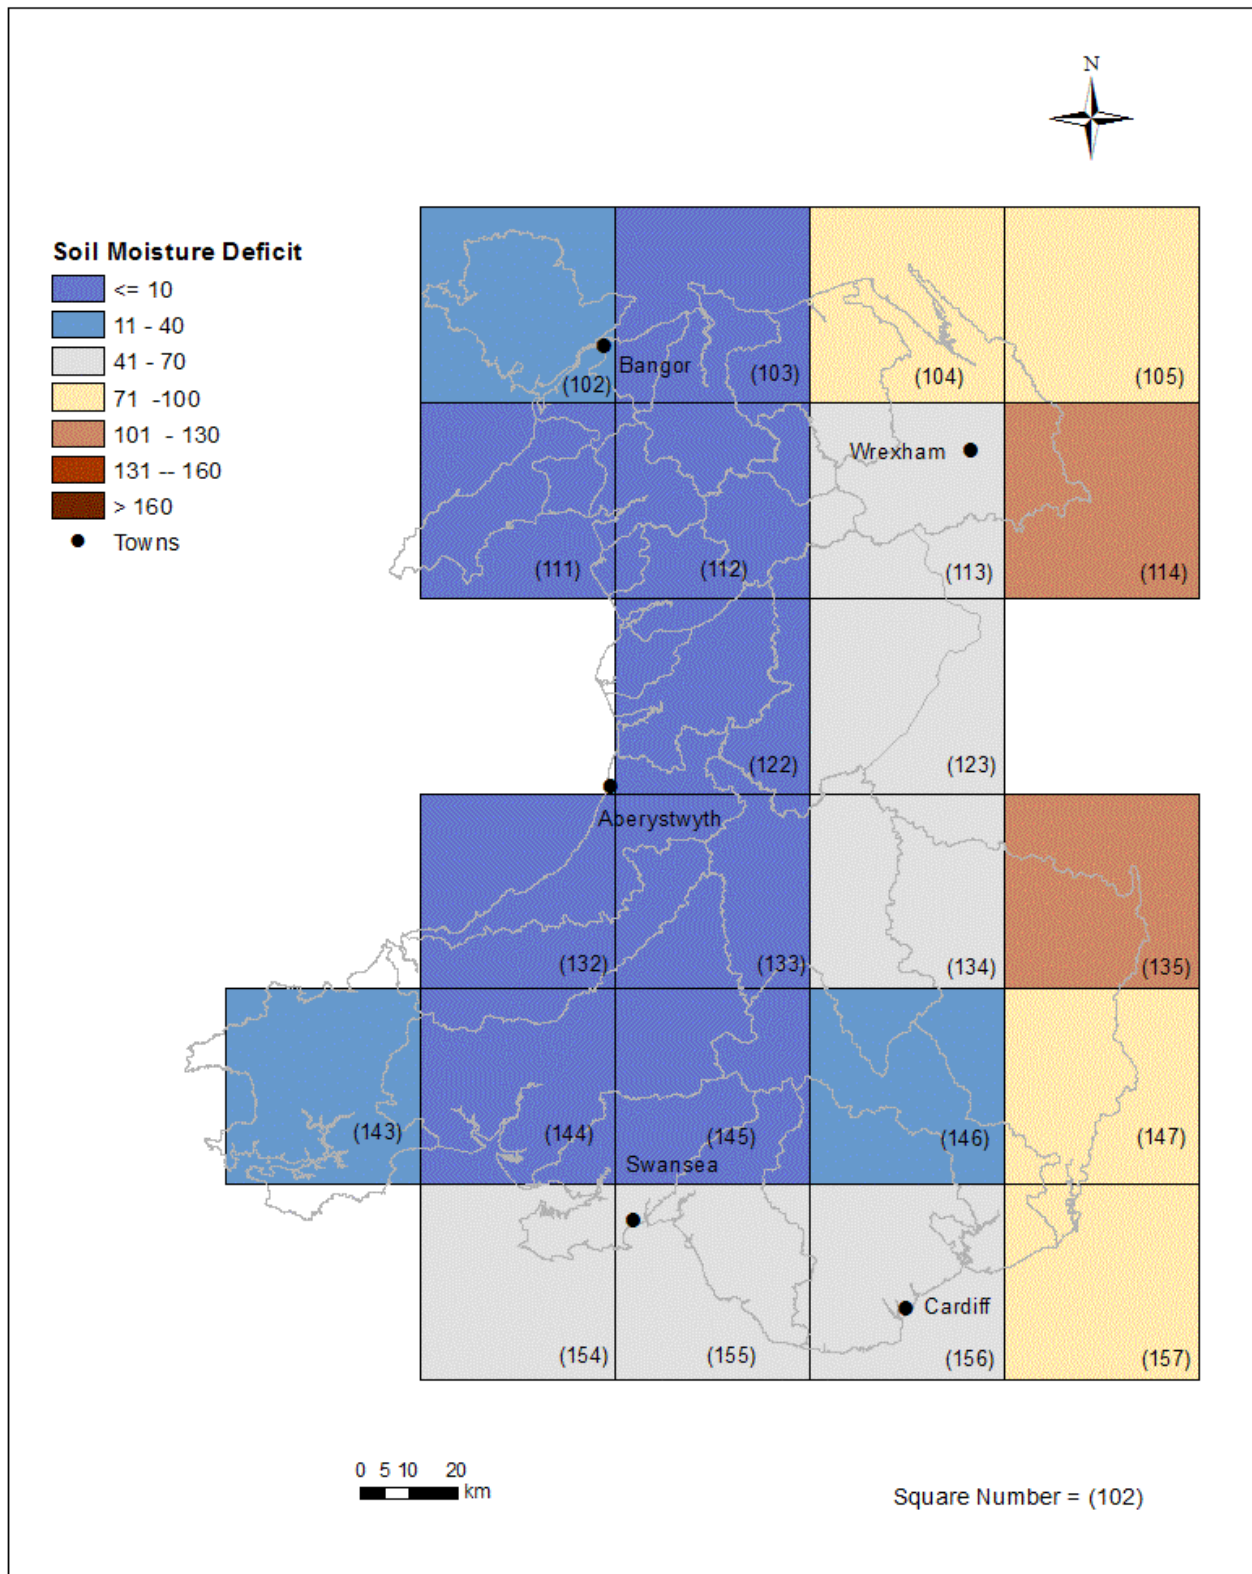 N
Soil Moisture Deficit
<= 10
11 - 40
41 - 70
71 -100
101 - 130
131 -- 160
> 160
Towns
Bangor
(102)
(103)
(104)
(105)
Wrexham
(111)
(112)
(113)
(114)
(122)
(123)
Aberystwyth
(132)
(133)
(134)
(135)
(143)
(144)
(145)
(146)
(147)
Swansea
Cardiff
(154)
(155)
(156)
(157)
0 5 10 20
km
Square Number = (102)